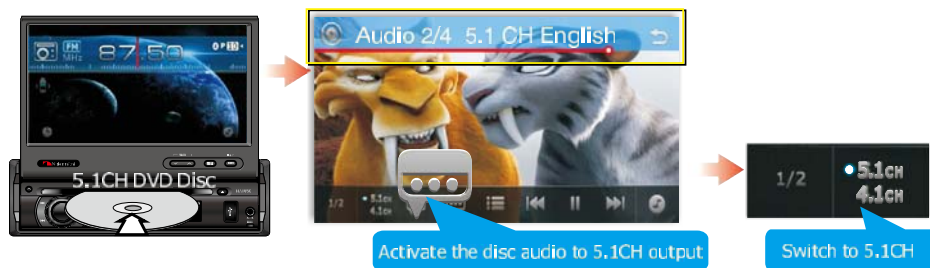 FM
MHz
87.50
5.1CH DVD Disc
Audio 2/4 5.1 CH English
1/2
5.1CH
4.1CH
Activate the disc audio to 5.1CH output
1/2
5.1CH
4.1CH
Switch to 5.1CH